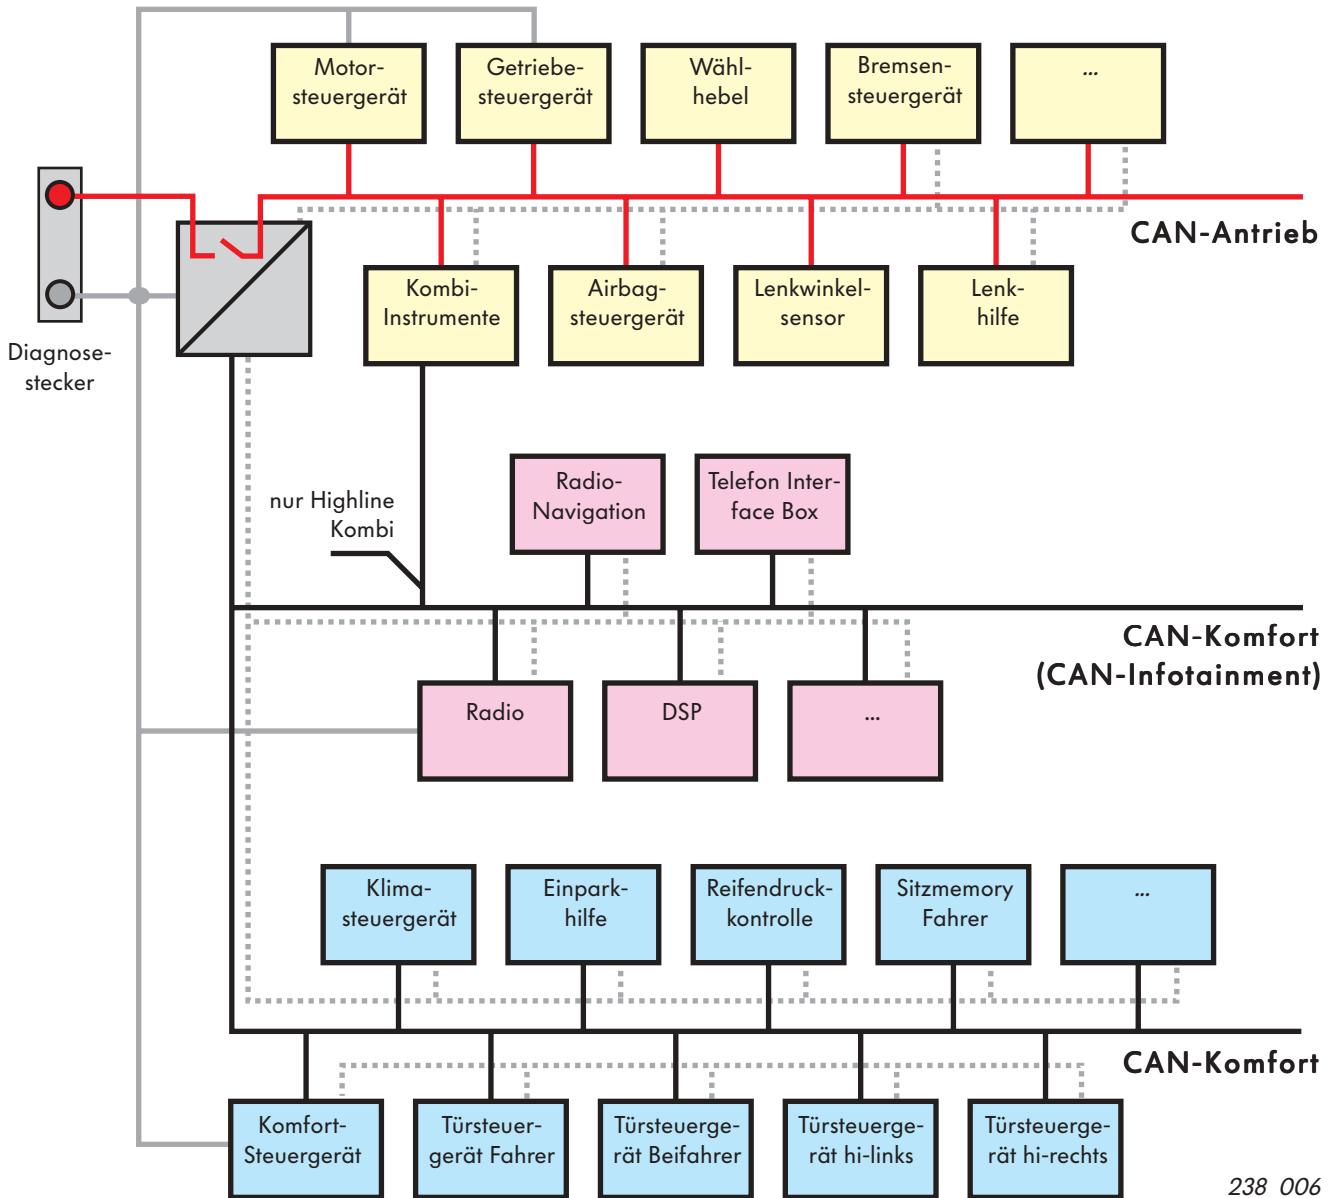 Motor-
steuergerät
Getriebe-
steuergerät
Wähl-
hebel
Bremsen-
steuergerät
...
CAN-Antrieb
Kombi-
Instrumente
Airbag-
steuergerät
Lenkwinkel-
sensor
Lenk-
hilfe
Diagnose-
stecker
nur Highline
Kombi
Radio-
Navigation
Telefon Inter-
face Box
CAN-Komfort
(CAN-Infotainment)
Radio
DSP
...
Klima-
steuergerät
Einpark-
hilfe
Reifendruck-
kontrolle
Sitzmemory
Fahrer
...
CAN-Komfort
Komfort-
Steuergerät
Türsteuer-
gerät Fahrer
Türsteuerge-
rät Beifahrer
Türsteuerge-
rät hi-links
Türsteuerge-
rät hi-rechts
238 006